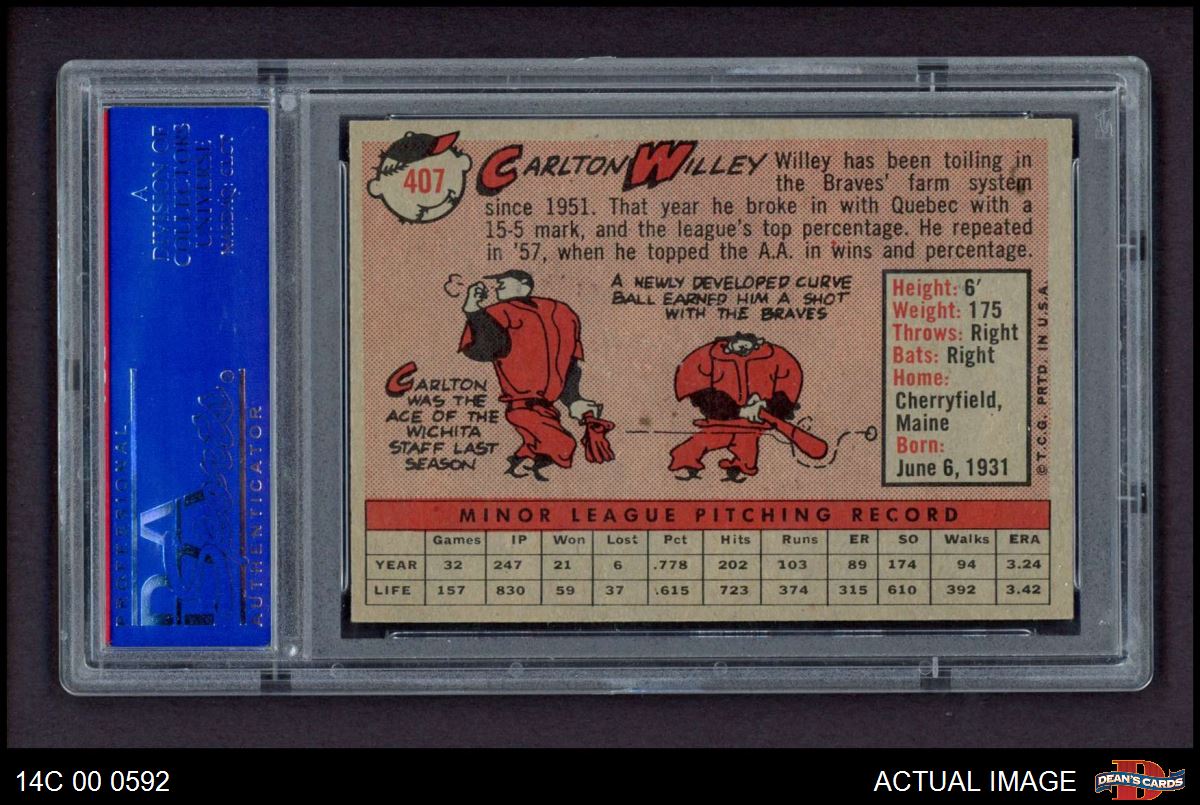 A
DIVISION OF
COLLECTORS
UNIVERSE
NASDAQ: CLCT
PROFESSIONAL
PSA
AUTHENTICATOR
407
CARLTON WILLEY
Willey has been toiling in
the Braves' farm system
since 1951. That year he broke in with Quebec with a
15-5 mark, and the league's top percentage. He repeated
in '57, when he topped the A.A. in wins and percentage.
A NEWLY DEVELOPED CURVE
BALL EARNED HIM A SHOT
WITH THE BRAVES
CARLTON
WAS THE
ACE OF THE
WICHITA
STAFF LAST
SEASON
Height: 6'
Weight: 175
Throws: Right
Bats: Right
Home:
Cherryfield,
Maine
Born:
June 6, 1931
©T.C.G. PRTD. IN U.S.A.
MINOR LEAGUE PITCHING RECORD
Games IP Won Lost Pct Hits Runs ER SO Walks ERA
YEAR 32 247 21 6 .778 202 103 89 174 94 3.24
LIFE 157 830 59 37 .615 723 374 315 610 392 3.42
14C 00 0592
ACTUAL IMAGE
DEAN'S CARDS